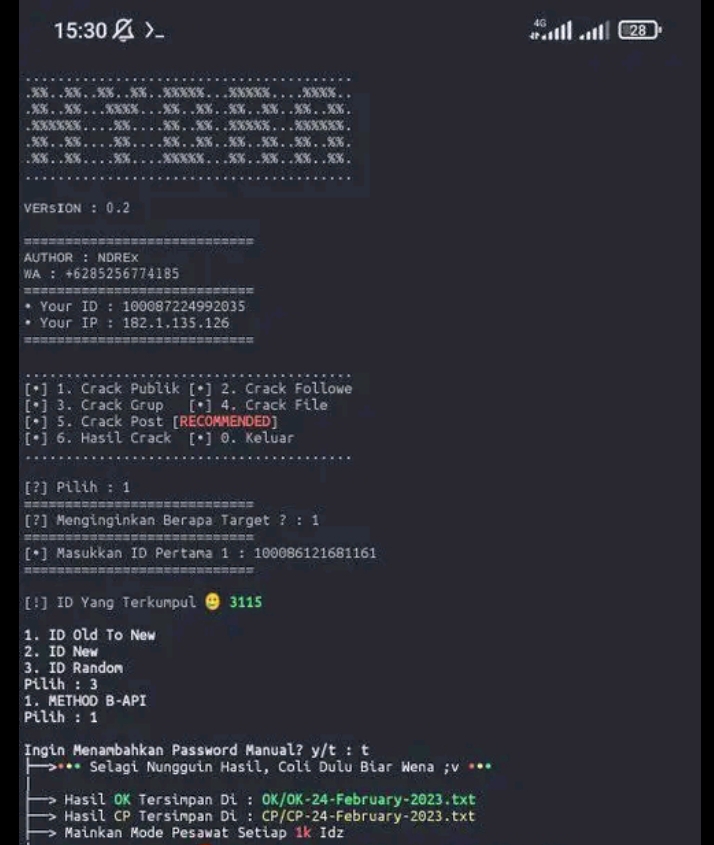 15:30 >_ 4G 28
VERsION : 0.2
============================
AUTHOR : NDREx
WA : +6285256774185
============================
• Your ID : 100087224992035
• Your IP : 182.1.135.126
============================
........................................
[•] 1. Crack Publik [•] 2. Crack Followe
[•] 3. Crack Grup [•] 4. Crack File
[•] 5. Crack Post [RECOMMENDED]
[•] 6. Hasil Crack [•] 0. Keluar
........................................
[?] Pilih : 1
============================
[?] Menginginkan Berapa Target ? : 1
============================
[•] Masukkan ID Pertama 1 : 100086121681161
============================
[!] ID Yang Terkumpul 🙂 3115
1. ID Old To New
2. ID New
3. ID Random
Pilih : 3
1. METHOD B-API
Pilih : 1
Ingin Menambahkan Password Manual? y/t : t
├──>••• Selagi Nungguin Hasil, Coli Dulu Biar Wena ;v •••
│
├──> Hasil OK Tersimpan Di : OK/OK-24-February-2023.txt
├──> Hasil CP Tersimpan Di : CP/CP-24-February-2023.txt
├──> Mainkan Mode Pesawat Setiap 1k Idz